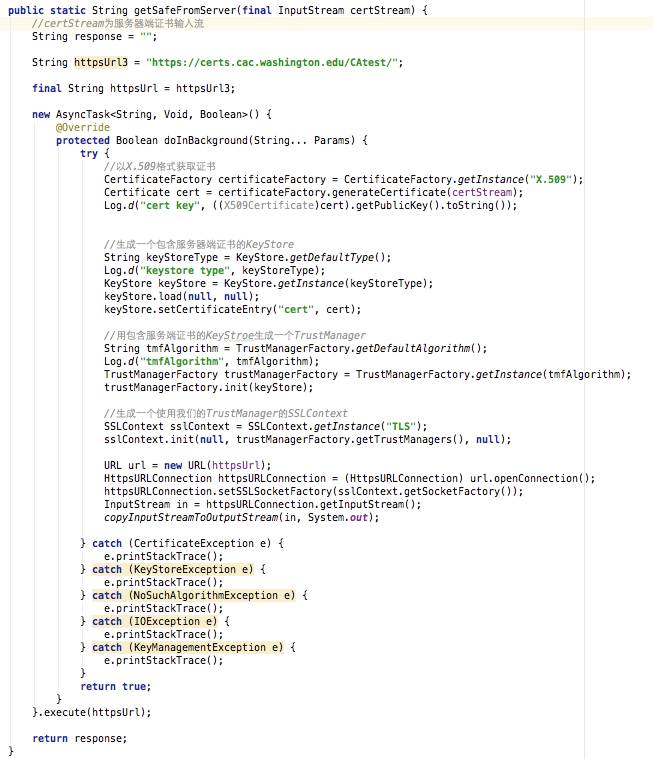 public static String getSafeFromServer(final InputStream certStream) {
//certStream为服务器端证书输入流
String response = "";
String httpsUrl3 = "https://certs.cac.washington.edu/CAtest/";
final String httpsUrl = httpsUrl3;
new AsyncTask<String, Void, Boolean>() {
@Override
protected Boolean doInBackground(String... Params) {
try {
//以X.509格式获取证书
CertificateFactory certificateFactory = CertificateFactory.getInstance("X.509");
Certificate cert = certificateFactory.generateCertificate(certStream);
Log.d("cert key", ((X509Certificate)cert).getPublicKey().toString());
//生成一个包含服务器端证书的KeyStore
String keyStoreType = KeyStore.getDefaultType();
Log.d("keystore type", keyStoreType);
KeyStore keyStore = KeyStore.getInstance(keyStoreType);
keyStore.load(null, null);
keyStore.setCertificateEntry("cert", cert);
//用包含服务端证书的KeyStroe生成一个TrustManager
String tmfAlgorithm = TrustManagerFactory.getDefaultAlgorithm();
Log.d("tmfAlgorithm", tmfAlgorithm);
TrustManagerFactory trustManagerFactory = TrustManagerFactory.getInstance(tmfAlgorithm);
trustManagerFactory.init(keyStore);
//生成一个使用我们的TrustManager的SSLContext
SSLContext sslContext = SSLContext.getInstance("TLS");
sslContext.init(null, trustManagerFactory.getTrustManagers(), null);
URL url = new URL(httpsUrl);
HttpsURLConnection httpsURLConnection = (HttpsURLConnection) url.openConnection();
httpsURLConnection.setSSLSocketFactory(sslContext.getSocketFactory());
InputStream in = httpsURLConnection.getInputStream();
copyInputStreamToOutputStream(in, System.out);
} catch (CertificateException e) {
e.printStackTrace();
} catch (KeyStoreException e) {
e.printStackTrace();
} catch (NoSuchAlgorithmException e) {
e.printStackTrace();
} catch (IOException e) {
e.printStackTrace();
} catch (KeyManagementException e) {
e.printStackTrace();
}
return true;
}
}.execute(httpsUrl);
return response;
}